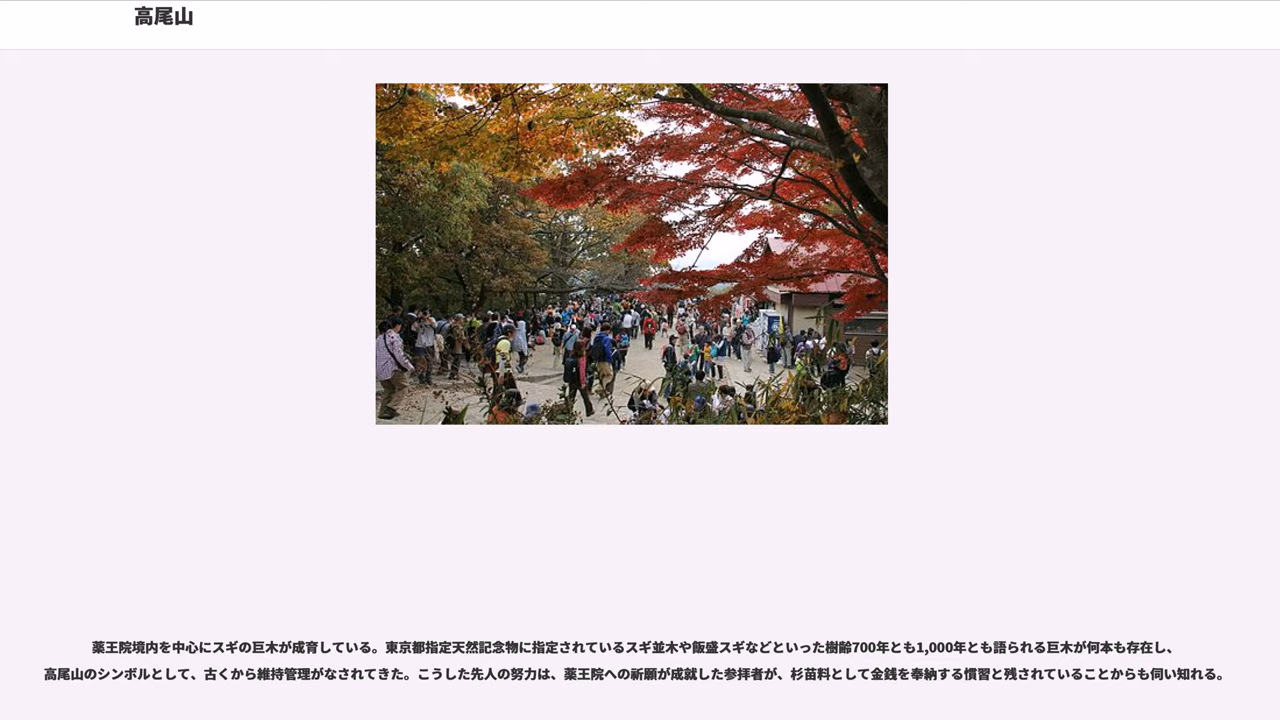 高尾山
薬王院境内を中心にスギの巨木が成育している。東京都指定天然記念物に指定されているスギ並木や飯盛スギなどといった樹齢700年とも1,000年とも語られる巨木が何本も存在し、
高尾山のシンボルとして、古くから維持管理がなされてきた。こうした先人の努力は、薬王院への祈願が成就した参拝者が、杉苗料として金銭を奉納する慣習と残されていることからも伺い知れる。